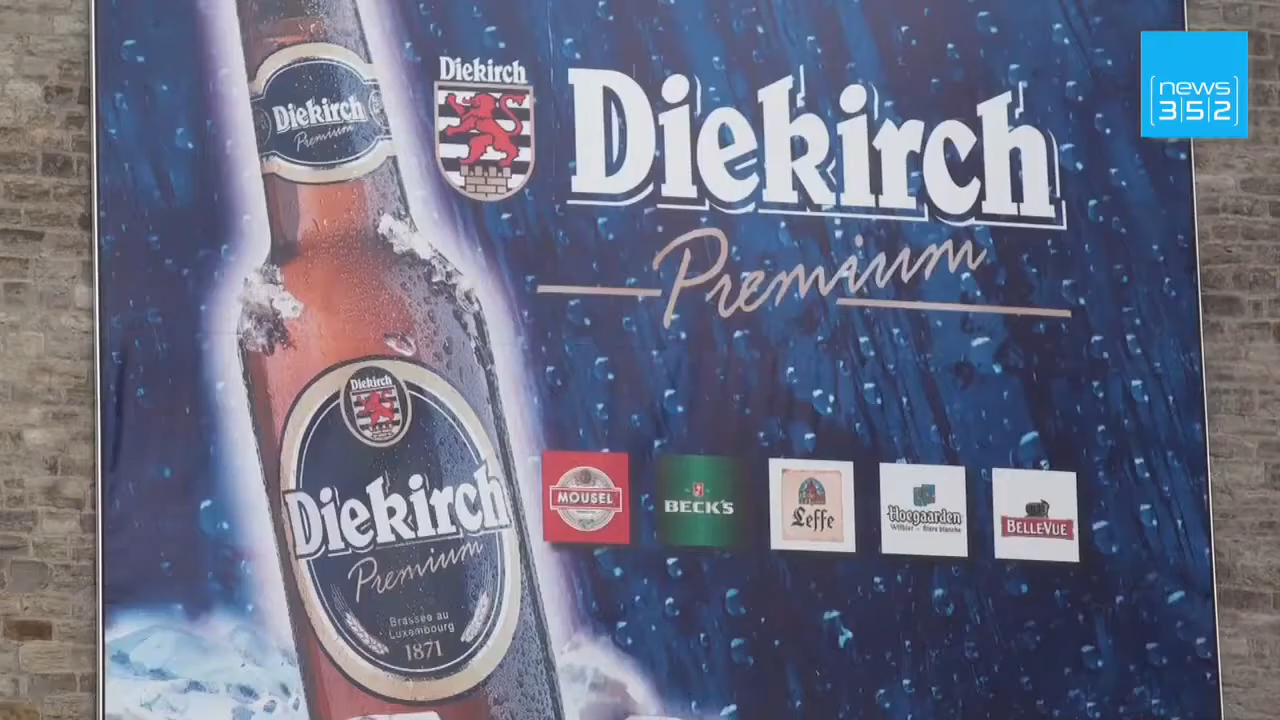 news
352
Diekirch
Premium
Diekirch
Diekirch
Premium
Diekirch
Diekirch
Premium
Brassée au
Luxembourg
1871
MOUSEL
BECK'S
Leffe
Hoegaarden
Witbier - Bière blanche
BELLEVUE